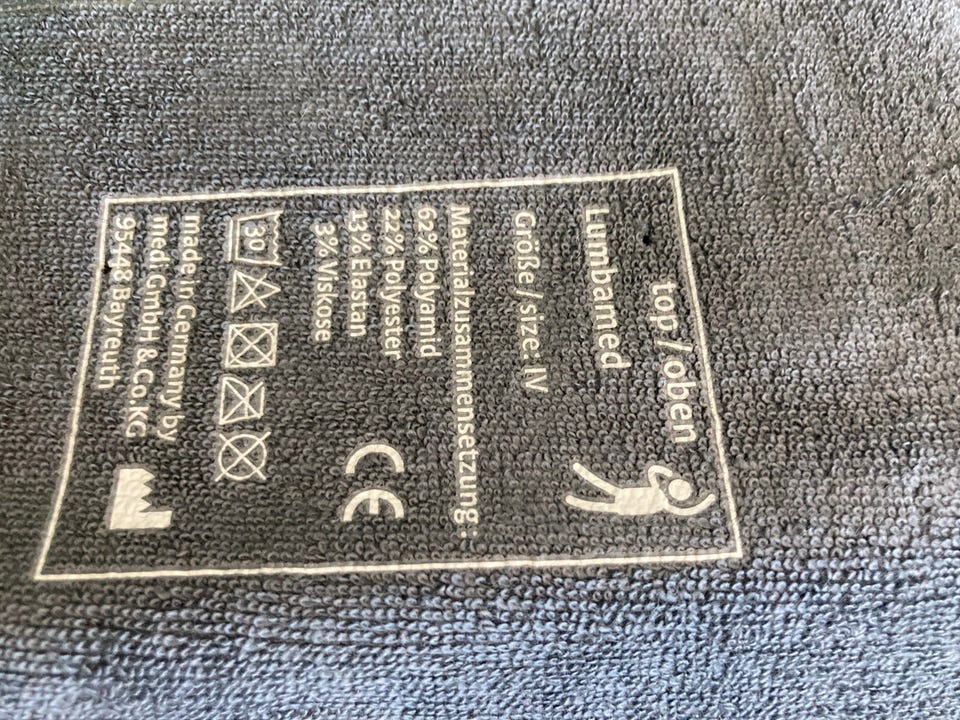 top / oben
Lumbamed
Größe / size: IV
Materialzusammensetzung:
62% Polyamid
22% Polyester
13% Elastan
3% Viskose
CE
30
made in Germany by
medi GmbH & Co. KG
95448 Bayreuth